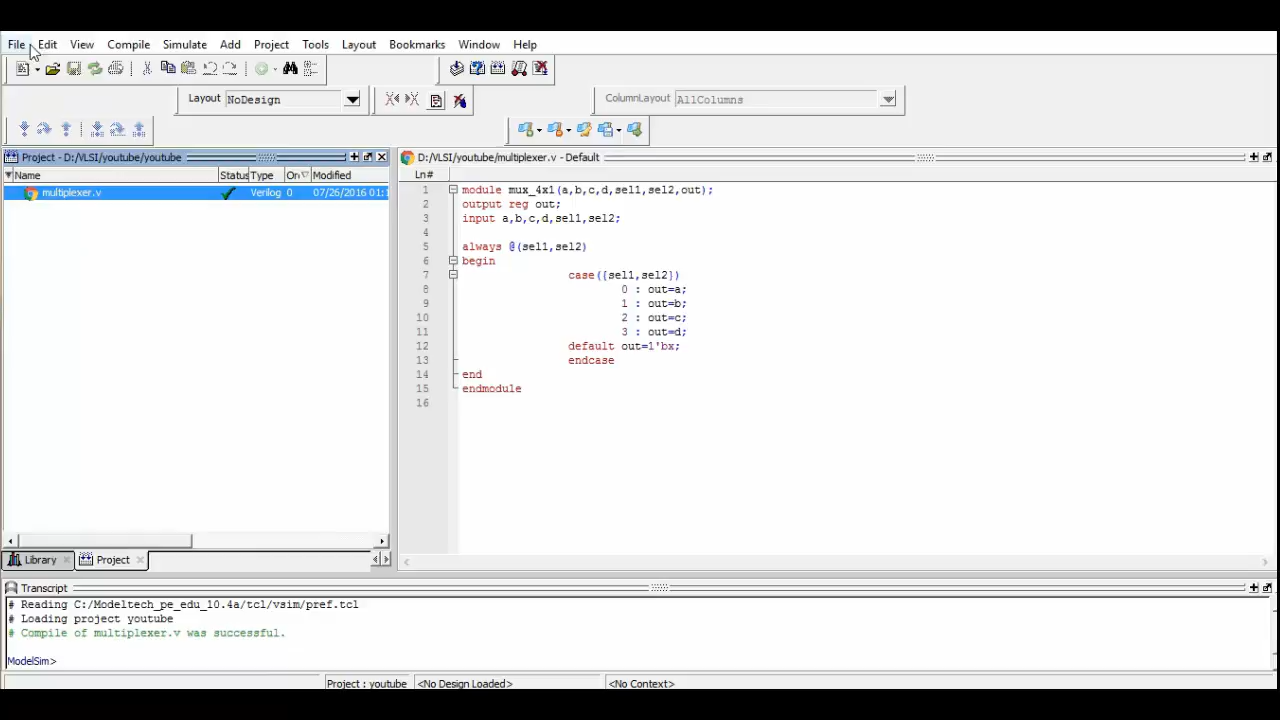 File Edit View Compile Simulate Add Project Tools Layout Bookmarks Window Help
Layout NoDesign
ColumnLayout AllColumns
Project - D:/VLSI/youtube/youtube
Name Status Type Modified
multiplexer.v Verilog 0 07/26/2016 01:1
Library Project
D:/VLSI/youtube/multiplexer.v - Default
Ln#
1 module mux_4x1(a,b,c,d,sel1,sel2,out);
2 output reg out;
3 input a,b,c,d,sel1,sel2;
4
5 always @(sel1,sel2)
6 begin
7 case({sel1,sel2})
8 0 : out=a;
9 1 : out=b;
10 2 : out=c;
11 3 : out=d;
12 default out=1'bx;
13 endcase
14 end
15 endmodule
16
Transcript
# Reading C:/Modeltech_pe_edu_10.4a/tcl/vsim/pref.tcl
# Loading project youtube
# Compile of multiplexer.v was successful.
ModelSim>
Project : youtube <No Design Loaded> <No Context>